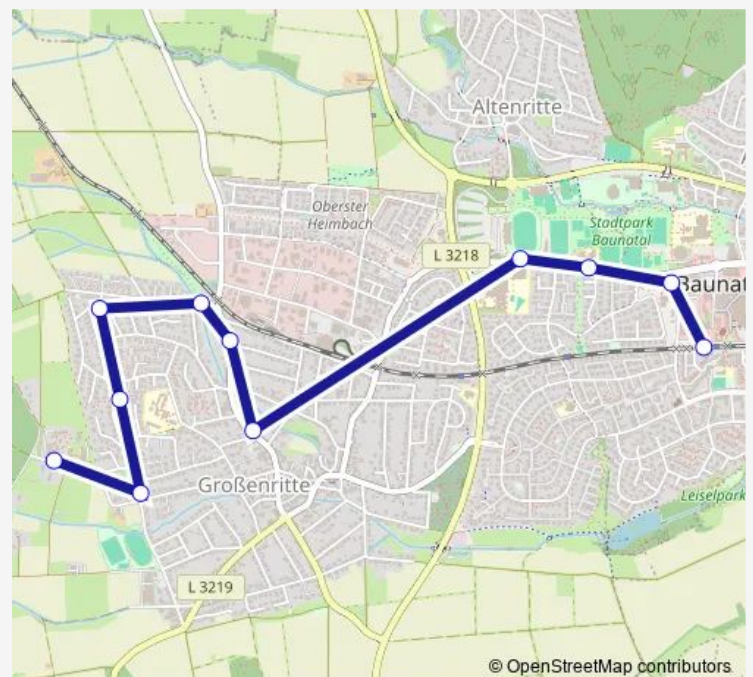 Altenritte
Oberster
Heimbach
Stadtpark
Baunatal
L 3218
Baunat
Großenritte
Leiselpark
L 3219
© OpenStreetMap contributors